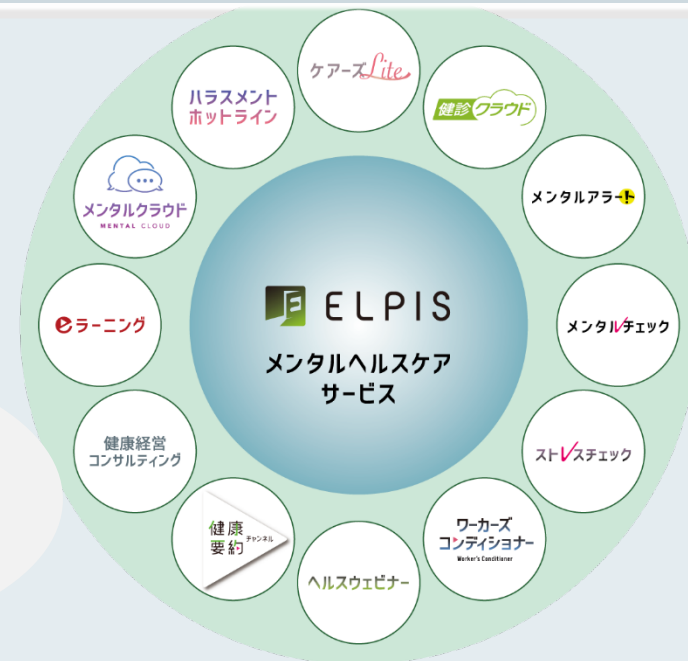 ケアーズLite
健診クラウド
メンタルアラート!
メンタルチェック
ストレスチェック
ワーカーズ
コンディショナー
Worker's Conditioner
ヘルスウェビナー
健康
要約
チャンネル
健康経営
コンサルティング
eラーニング
メンタルクラウド
MENTAL CLOUD
ハラスメント
ホットライン
E ELPIS
メンタルヘルスケア
サービス